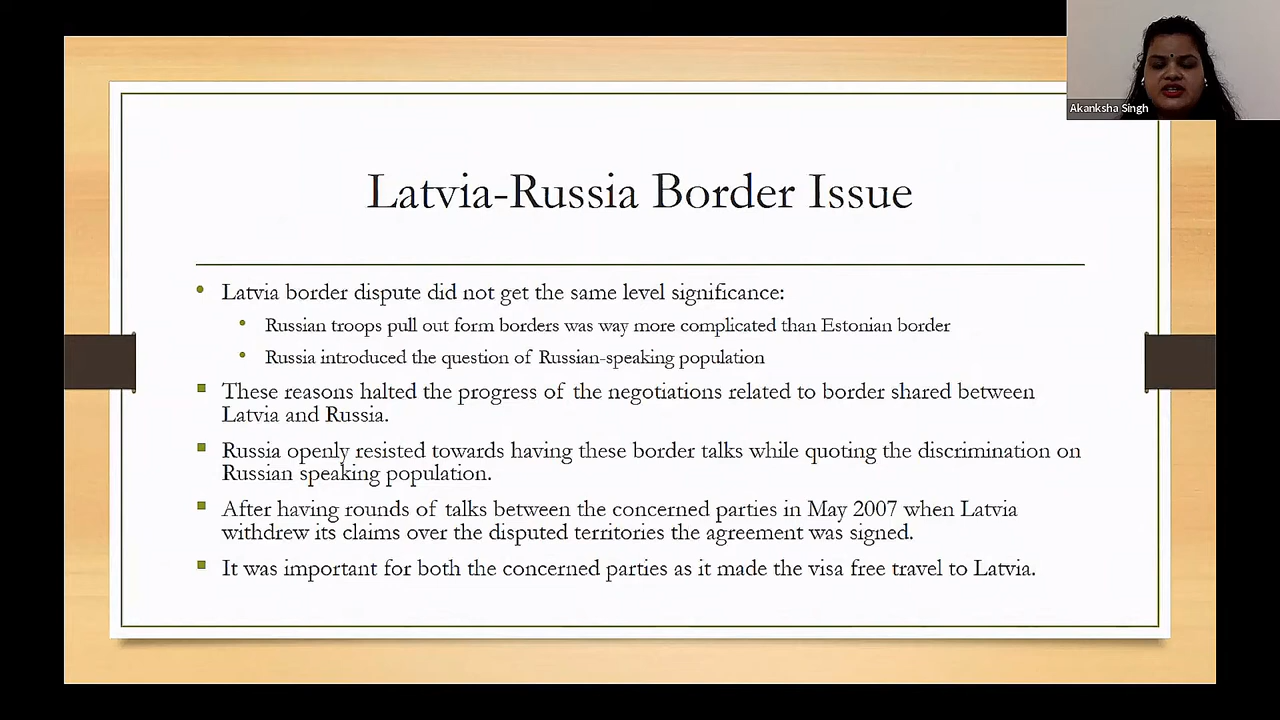 Akanksha Singh
Latvia-Russia Border Issue
Latvia border dispute did not get the same level significance:
Russian troops pull out form borders was way more complicated than Estonian border
Russia introduced the question of Russian-speaking population
These reasons halted the progress of the negotiations related to border shared between
Latvia and Russia.
Russia openly resisted towards having these border talks while quoting the discrimination on
Russian speaking population.
After having rounds of talks between the concerned parties in May 2007 when Latvia
withdrew its claims over the disputed territories the agreement was signed.
It was important for both the concerned parties as it made the visa free travel to Latvia.